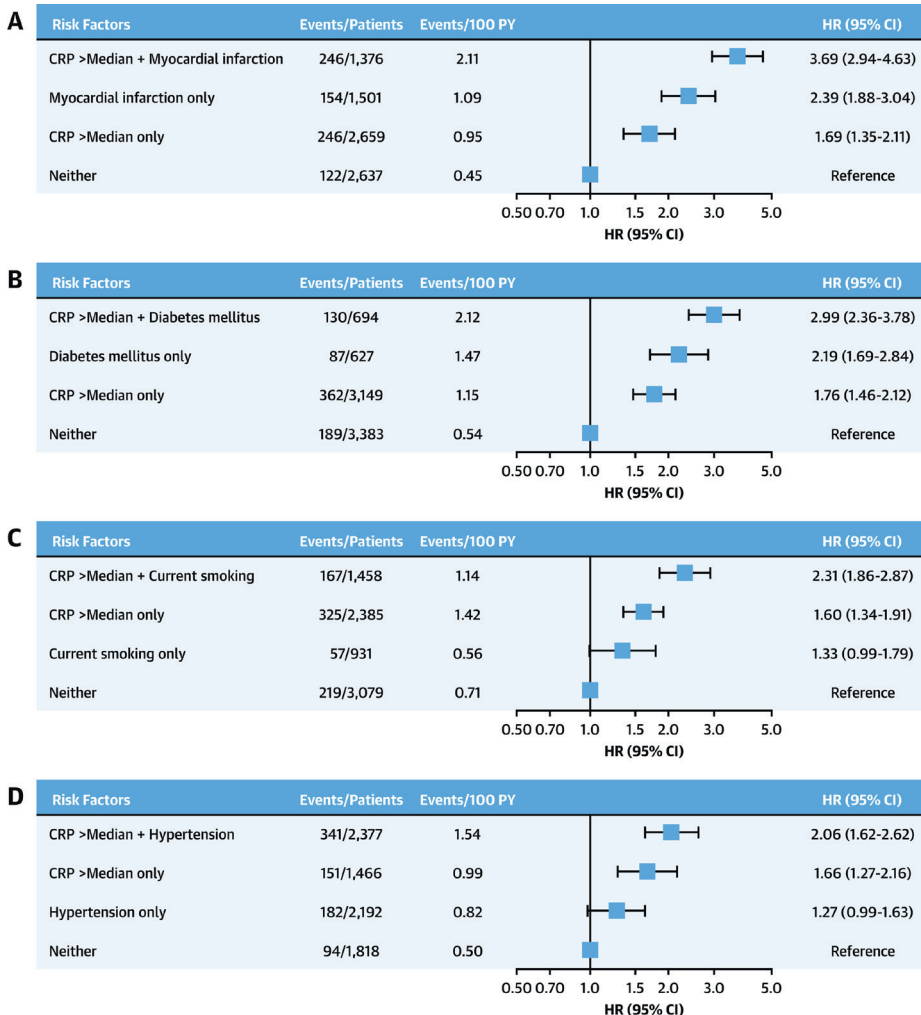 A
Risk Factors Events/Patients Events/100 PY HR (95% CI)
CRP >Median + Myocardial infarction 246/1,376 2.11 3.69 (2.94-4.63)
Myocardial infarction only 154/1,501 1.09 2.39 (1.88-3.04)
CRP >Median only 246/2,659 0.95 1.69 (1.35-2.11)
Neither 122/2,637 0.45 Reference
0.50 0.70 1.0 1.5 2.0 3.0 5.0
HR (95% CI)
B
Risk Factors Events/Patients Events/100 PY HR (95% CI)
CRP >Median + Diabetes mellitus 130/694 2.12 2.99 (2.36-3.78)
Diabetes mellitus only 87/627 1.47 2.19 (1.69-2.84)
CRP >Median only 362/3,149 1.15 1.76 (1.46-2.12)
Neither 189/3,383 0.54 Reference
0.50 0.70 1.0 1.5 2.0 3.0 5.0
HR (95% CI)
C
Risk Factors Events/Patients Events/100 PY HR (95% CI)
CRP >Median + Current smoking 167/1,458 1.14 2.31 (1.86-2.87)
CRP >Median only 325/2,385 1.42 1.60 (1.34-1.91)
Current smoking only 57/931 0.56 1.33 (0.99-1.79)
Neither 219/3,079 0.71 Reference
0.50 0.70 1.0 1.5 2.0 3.0 5.0
HR (95% CI)
D
Risk Factors Events/Patients Events/100 PY HR (95% CI)
CRP >Median + Hypertension 341/2,377 1.54 2.06 (1.62-2.62)
CRP >Median only 151/1,466 0.99 1.66 (1.27-2.16)
Hypertension only 182/2,192 0.82 1.27 (0.99-1.63)
Neither 94/1,818 0.50 Reference
0.50 0.70 1.0 1.5 2.0 3.0 5.0
HR (95% CI)